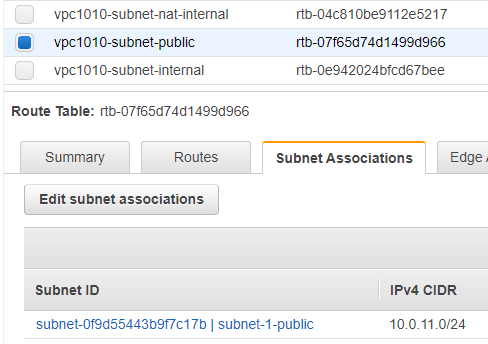 vpc1010-subnet-nat-internal rtb-04c810be9112e5217
vpc1010-subnet-public rtb-07f65d74d1499d966
vpc1010-subnet-internal rtb-0e942024bfcd67bee
Route Table: rtb-07f65d74d1499d966
Summary Routes Subnet Associations Edge A
Edit subnet associations
Subnet ID IPv4 CIDR
subnet-0f9d55443b9f7c17b | subnet-1-public 10.0.11.0/24